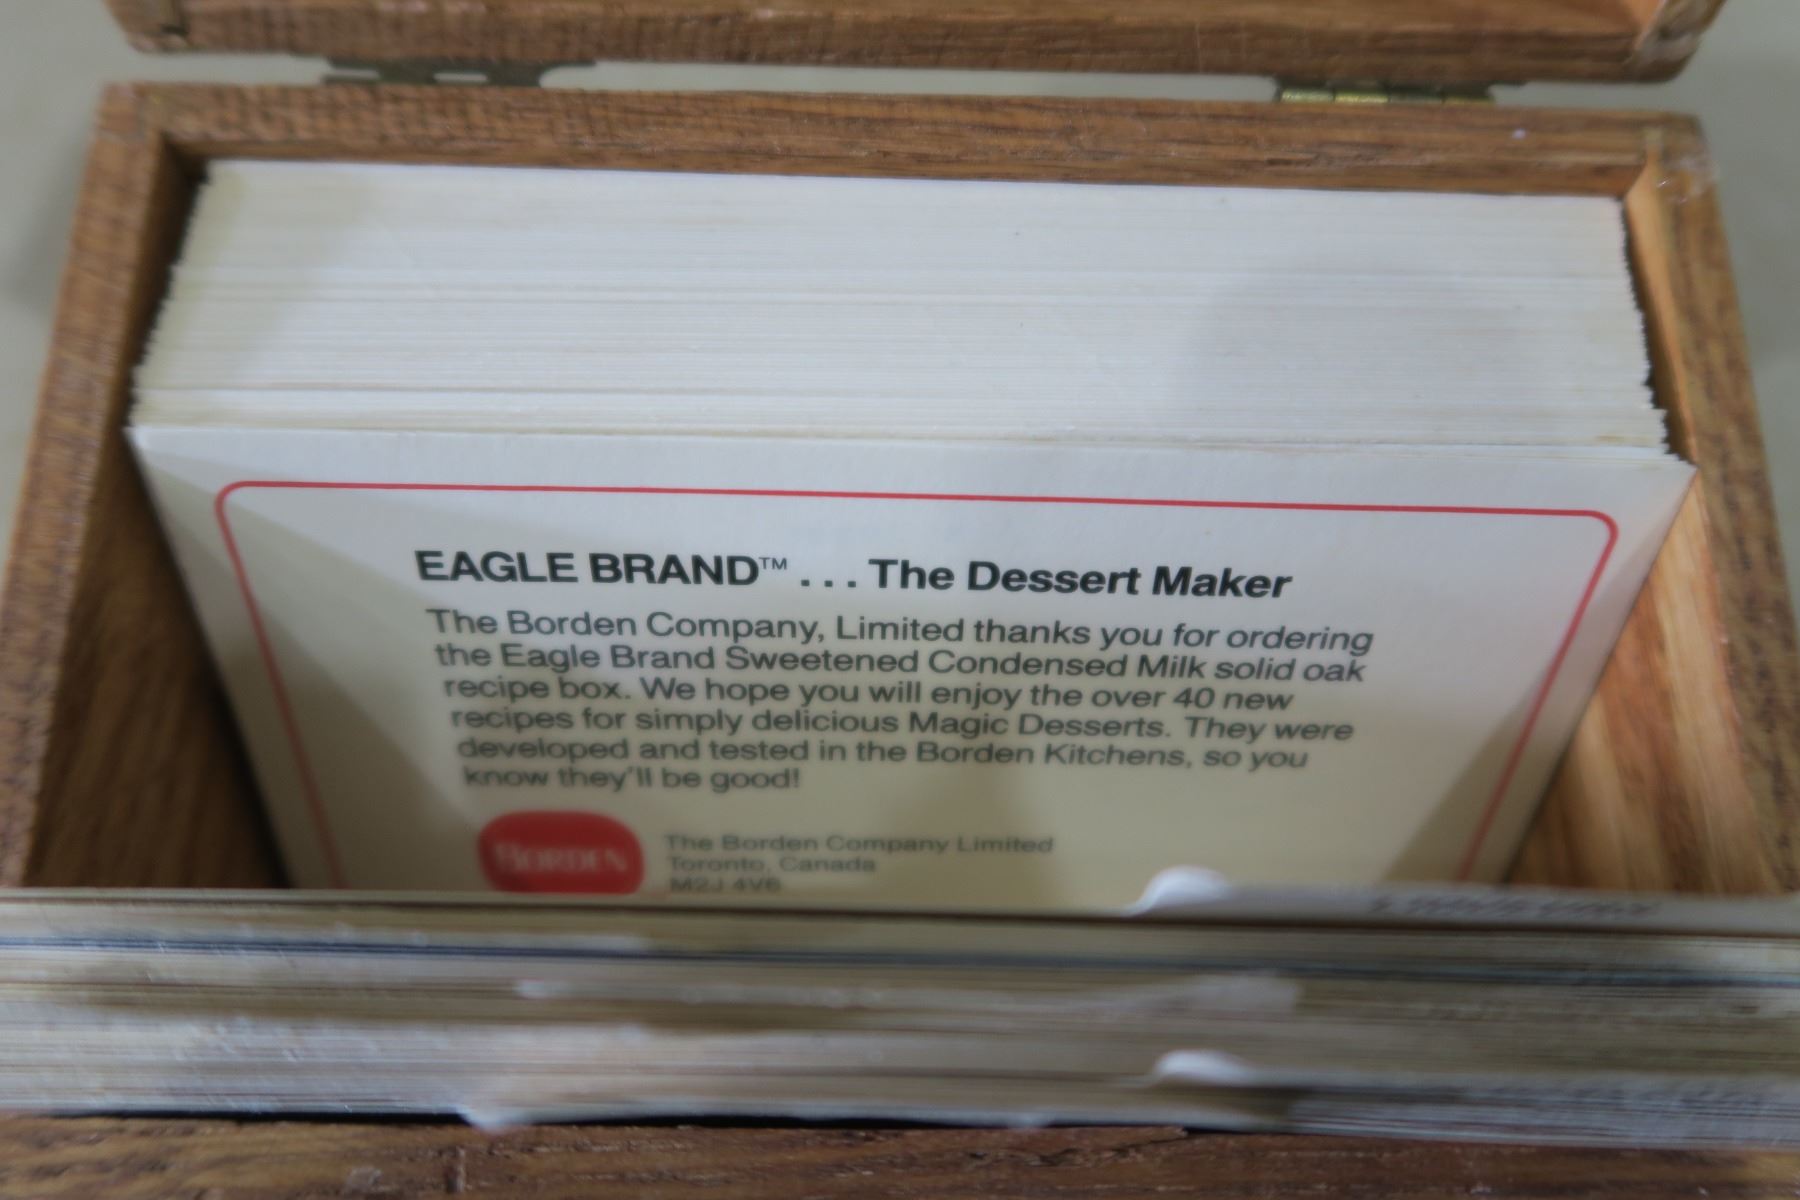 EAGLE BRAND™ . . . The Dessert Maker
The Borden Company, Limited thanks you for ordering
the Eagle Brand Sweetened Condensed Milk solid oak
recipe box. We hope you will enjoy the over 40 new
recipes for simply delicious Magic Desserts. They were
developed and tested in the Borden Kitchens, so you
know they'll be good!
BORDEN
The Borden Company Limited
Toronto, Canada
M2J 4V6